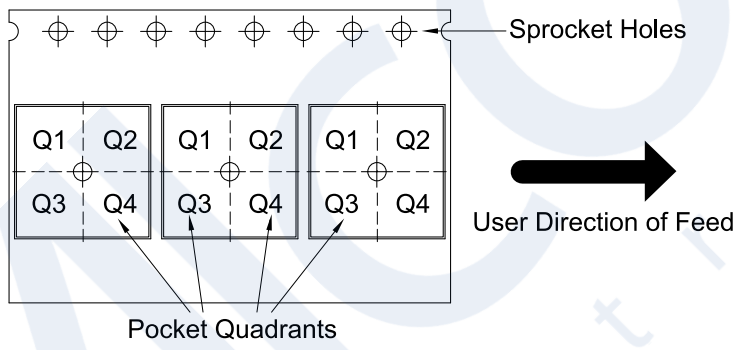 Sprocket Holes
Q1 Q2 Q1 Q2 Q1 Q2
Q3 Q4 Q3 Q4 Q3 Q4
User Direction of Feed
Pocket Quadrants